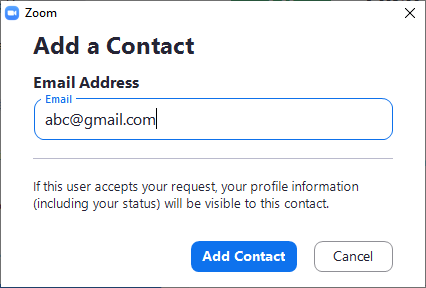 Zoom
Add a Contact
Email Address
Email
abc@gmail.com
If this user accepts your request, your profile information
(including your status) will be visible to this contact.
Add Contact
Cancel